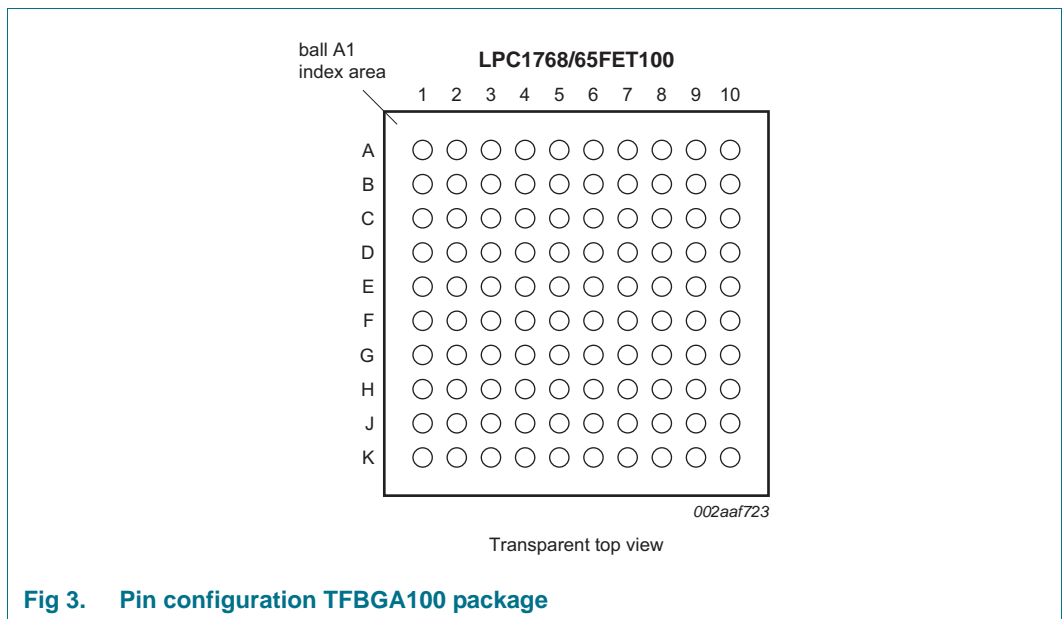 ball A1
index area
LPC1768/65FET100
1 2 3 4 5 6 7 8 9 10
A
B
C
D
E
F
G
H
J
K
002aaf723
Transparent top view
Fig 3. Pin configuration TFBGA100 package